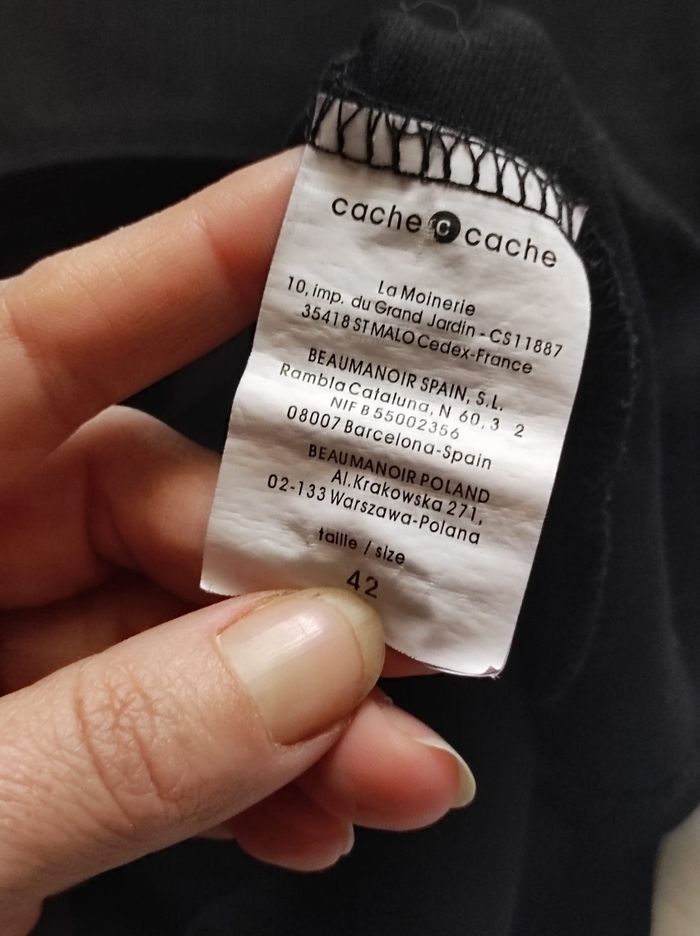 cache c cache
La Moinerie
10, imp. du Grand Jardin - CS11887
35418 ST MALO Cedex-France
BEAUMANOIR SPAIN, S.L.
Rambla Cataluna, N 60, 3 2
NIF B 55002356
08007 Barcelona-Spain
BEAUMANOIR POLAND
Al. Krakowska 271,
02-133 Warszawa-Polana
taille / size
42